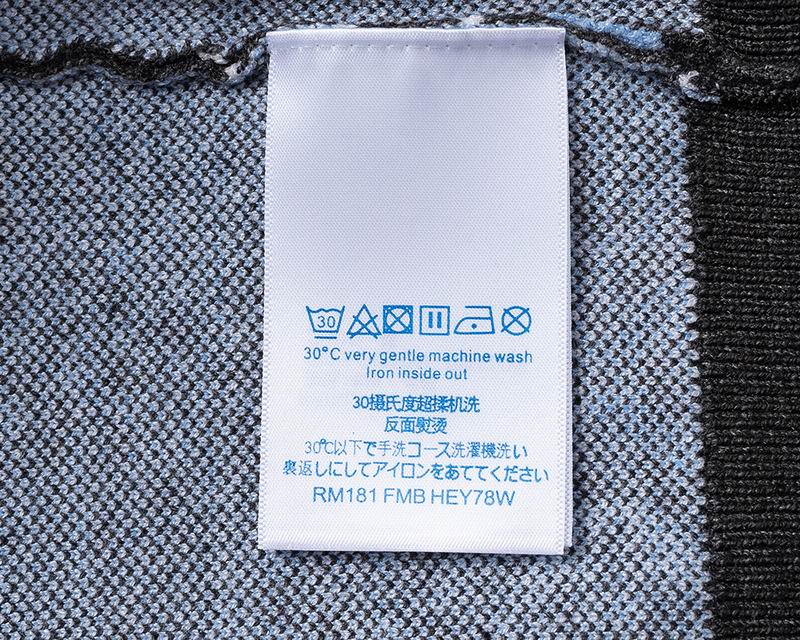 30
30°C very gentle machine wash
Iron inside out
30摄氏度超揉机洗
反面熨烫
30℃以下で手洗コース洗濯機洗い
裏返しにしてアイロンをあててください
RM181 FMB HEY78W